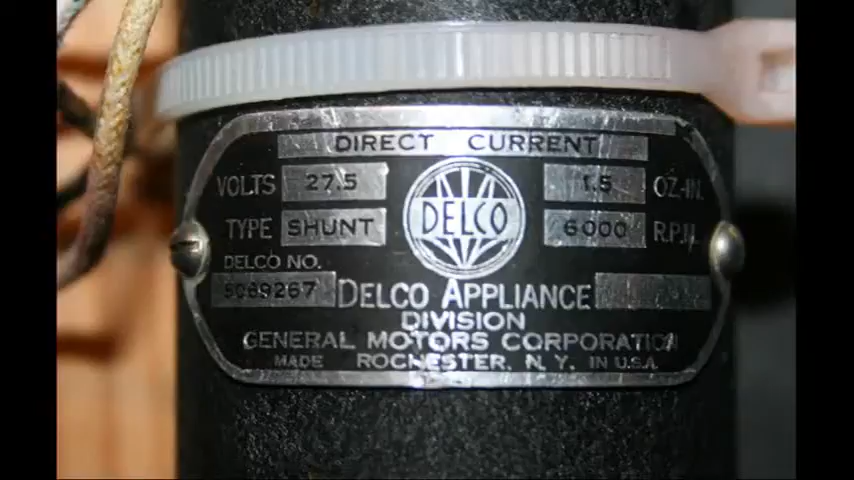 DIRECT CURRENT
VOLTS 27.5 1.5 OZ.-IN.
TYPE SHUNT DELCO 6000 R.P.M.
DELCO NO.
5069267 DELCO APPLIANCE
DIVISION
GENERAL MOTORS CORPORATION
MADE ROCHESTER, N.Y. IN U.S.A.